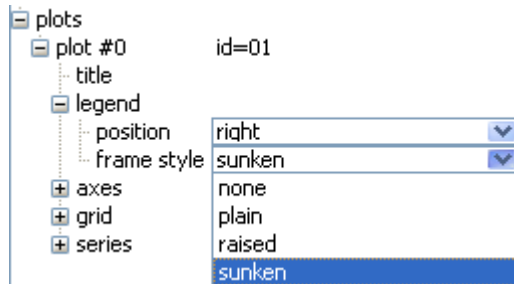 plots
plot #0 id=01
title
legend
position right
frame style sunken
axes none
grid plain
series raised
sunken